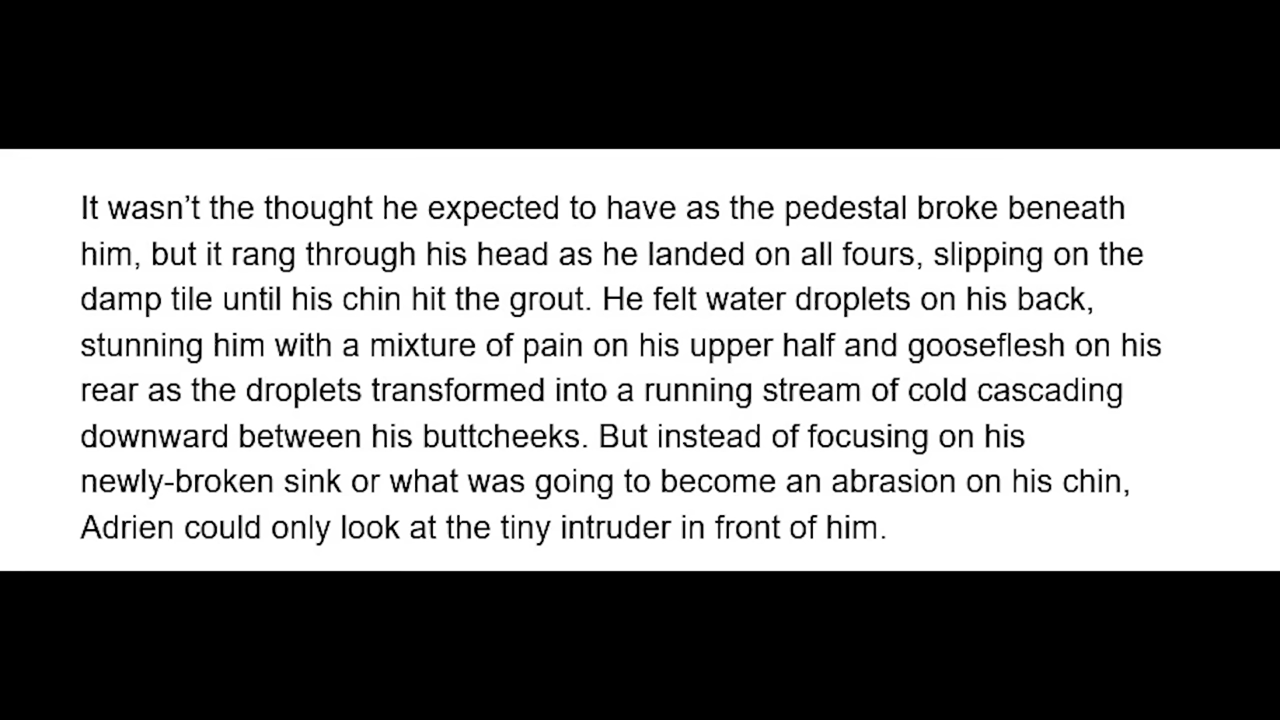 It wasn’t the thought he expected to have as the pedestal broke beneath
him, but it rang through his head as he landed on all fours, slipping on the
damp tile until his chin hit the grout. He felt water droplets on his back,
stunning him with a mixture of pain on his upper half and gooseflesh on his
rear as the droplets transformed into a running stream of cold cascading
downward between his buttcheeks. But instead of focusing on his
newly-broken sink or what was going to become an abrasion on his chin,
Adrien could only look at the tiny intruder in front of him.